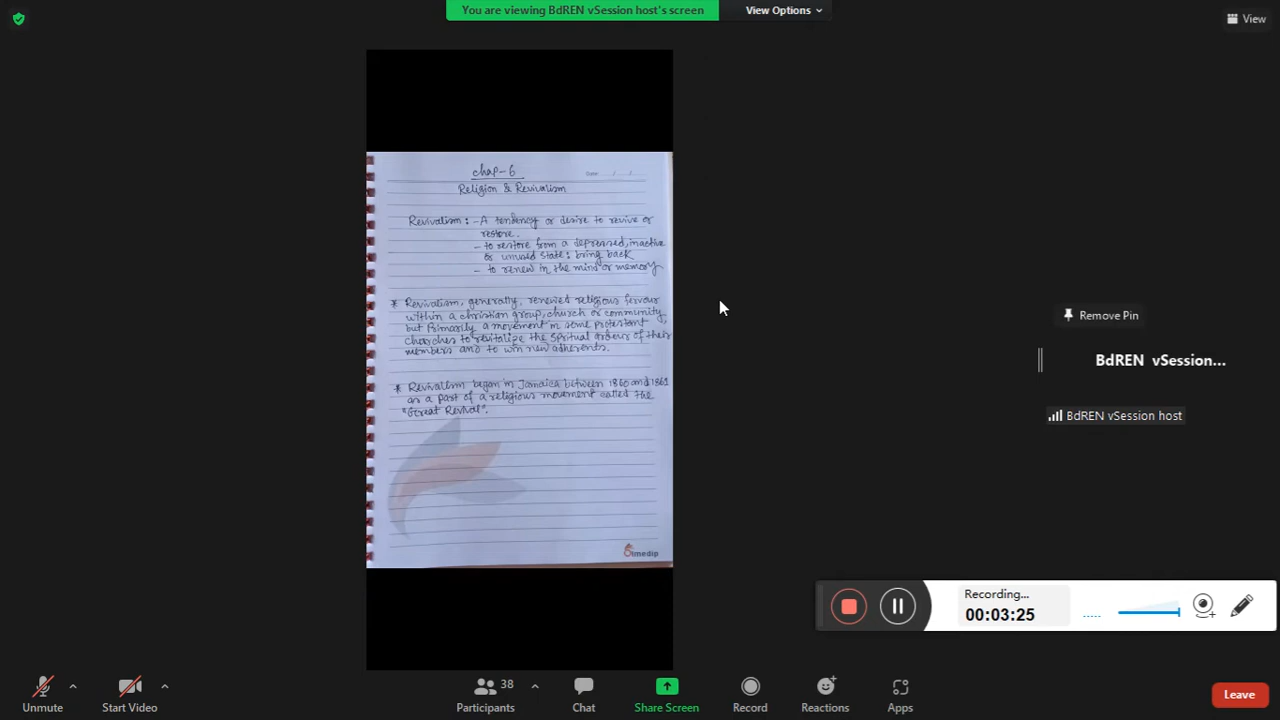 You are viewing BdREN vSession host's screen
View Options
View
chap-6
Date: / /
Religion & Revivalism
Revivalism: - A tendency or desire to revive or
restore.
- to restore from a depressed, inactive
or unused state: bring back
- to renew in the mind or memory
* Revivalism, generally, renewed religious fervour
within a christian group, church or community,
but Primarily a movement in some protestant
churches to revitalize the spritual ardour of their
members and to win new adherents.
* Revivalism began in Jamaica between 1860 and 1861
as a part of a religious movement called the
"Great Revival".
imedip
Remove Pin
BdREN vSession...
BdREN vSession host
Recording...
00:03:25
Unmute
Start Video
38
Participants
Chat
Share Screen
Record
Reactions
Apps
Leave